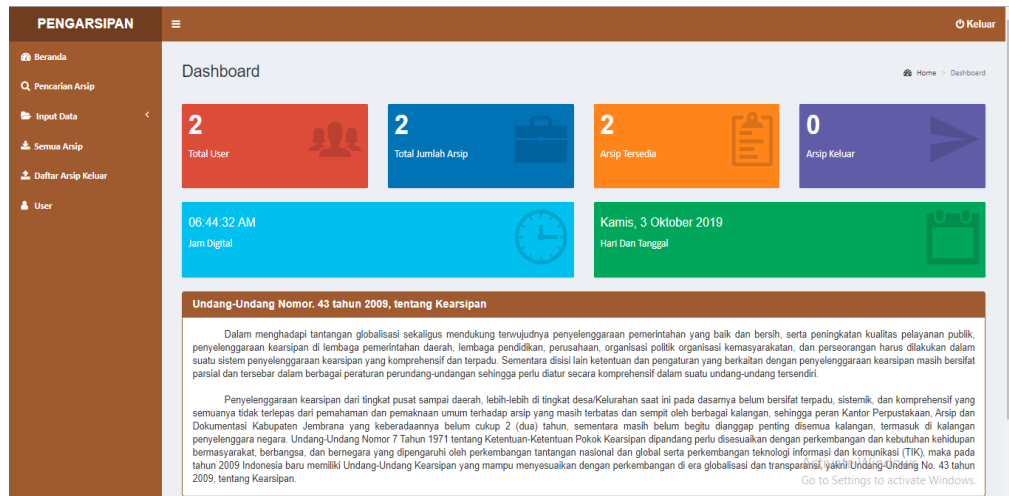 PENGARSIPAN
Keluar
Beranda
Pencarian Arsip
Input Data
Semua Arsip
Daftar Arsip Keluar
User
Dashboard
Home > Dashboard
2
Total User
2
Total Jumlah Arsip
2
Arsip Tersedia
0
Arsip Keluar
06:44:32 AM
Jam Digital
Kamis, 3 Oktober 2019
Hari Dan Tanggal
Undang-Undang Nomor. 43 tahun 2009, tentang Kearsipan
Dalam menghadapi tantangan globalisasi sekaligus mendukung terwujudnya penyelenggaraan pemerintahan yang baik dan bersih, serta peningkatan kualitas pelayanan publik,
penyelenggaraan kearsipan di lembaga pemerintahan daerah, lembaga pendidikan, perusahaan, organisasi politik organisasi kemasyarakatan, dan perseorangan harus dilakukan dalam
suatu sistem penyelenggaraan kearsipan yang komprehensif dan terpadu. Sementara disisi lain ketentuan dan pengaturan yang berkaitan dengan penyelenggaraan kearsipan masih bersifat
parsial dan tersebar dalam berbagai peraturan perundang-undangan sehingga perlu diatur secara komprehensif dalam suatu undang-undang tersendiri.
Penyelenggaraan kearsipan dari tingkat pusat sampai daerah, lebih-lebih di tingkat desa/Kelurahan saat ini pada dasarnya belum bersifat terpadu, sistemik, dan komprehensif yang
semuanya tidak terlepas dari pemahaman dan pemaknaan umum terhadap arsip yang masih terbatas dan sempit oleh berbagai kalangan, sehingga peran Kantor Perpustakaan, Arsip dan
Dokumentasi Kabupaten Jembrana yang keberadaannya belum cukup 2 (dua) tahun, sementara masih belum begitu dianggap penting disemua kalangan, termasuk di kalangan
penyelenggara negara. Undang-Undang Nomor 7 Tahun 1971 tentang Ketentuan-Ketentuan Pokok Kearsipan dipandang perlu disesuaikan dengan perkembangan dan kebutuhan kehidupan
bermasyarakat, berbangsa, dan bernegara yang dipengaruhi oleh perkembangan tantangan nasional dan global serta perkembangan teknologi informasi dan komunikasi (TIK), maka pada
tahun 2009 Indonesia baru memiliki Undang-Undang Kearsipan yang mampu menyesuaikan dengan perkembangan di era globalisasi dan transparansi, yakni Undang-Undang No. 43 tahun
2009, tentang Kearsipan.
Activate Windows
Go to Settings to activate Windows.